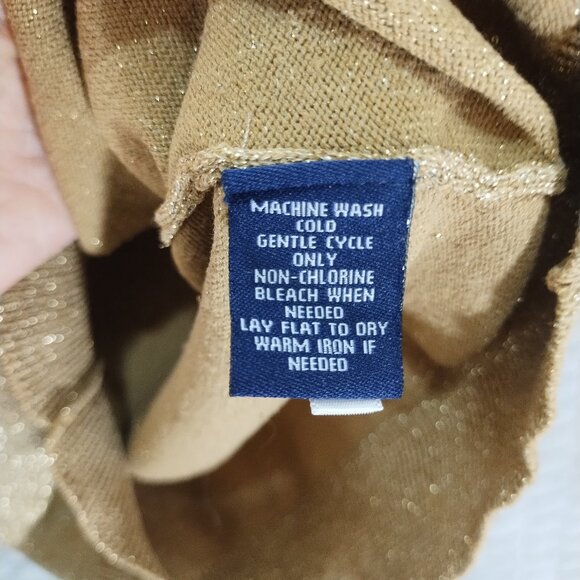 MACHINE WASH
COLD
GENTLE CYCLE
ONLY
NON-CHLORINE
BLEACH WHEN
NEEDED
LAY FLAT TO DRY
WARM IRON IF
NEEDED